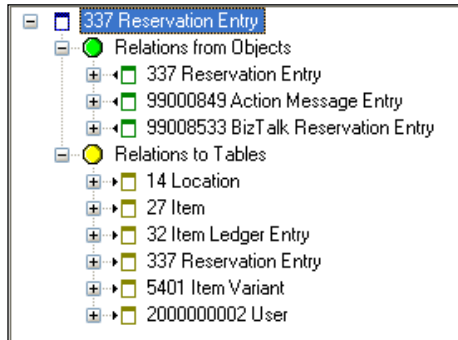 337 Reservation Entry
Relations from Objects
337 Reservation Entry
99000849 Action Message Entry
99008533 BizTalk Reservation Entry
Relations to Tables
14 Location
27 Item
32 Item Ledger Entry
337 Reservation Entry
5401 Item Variant
2000000002 User